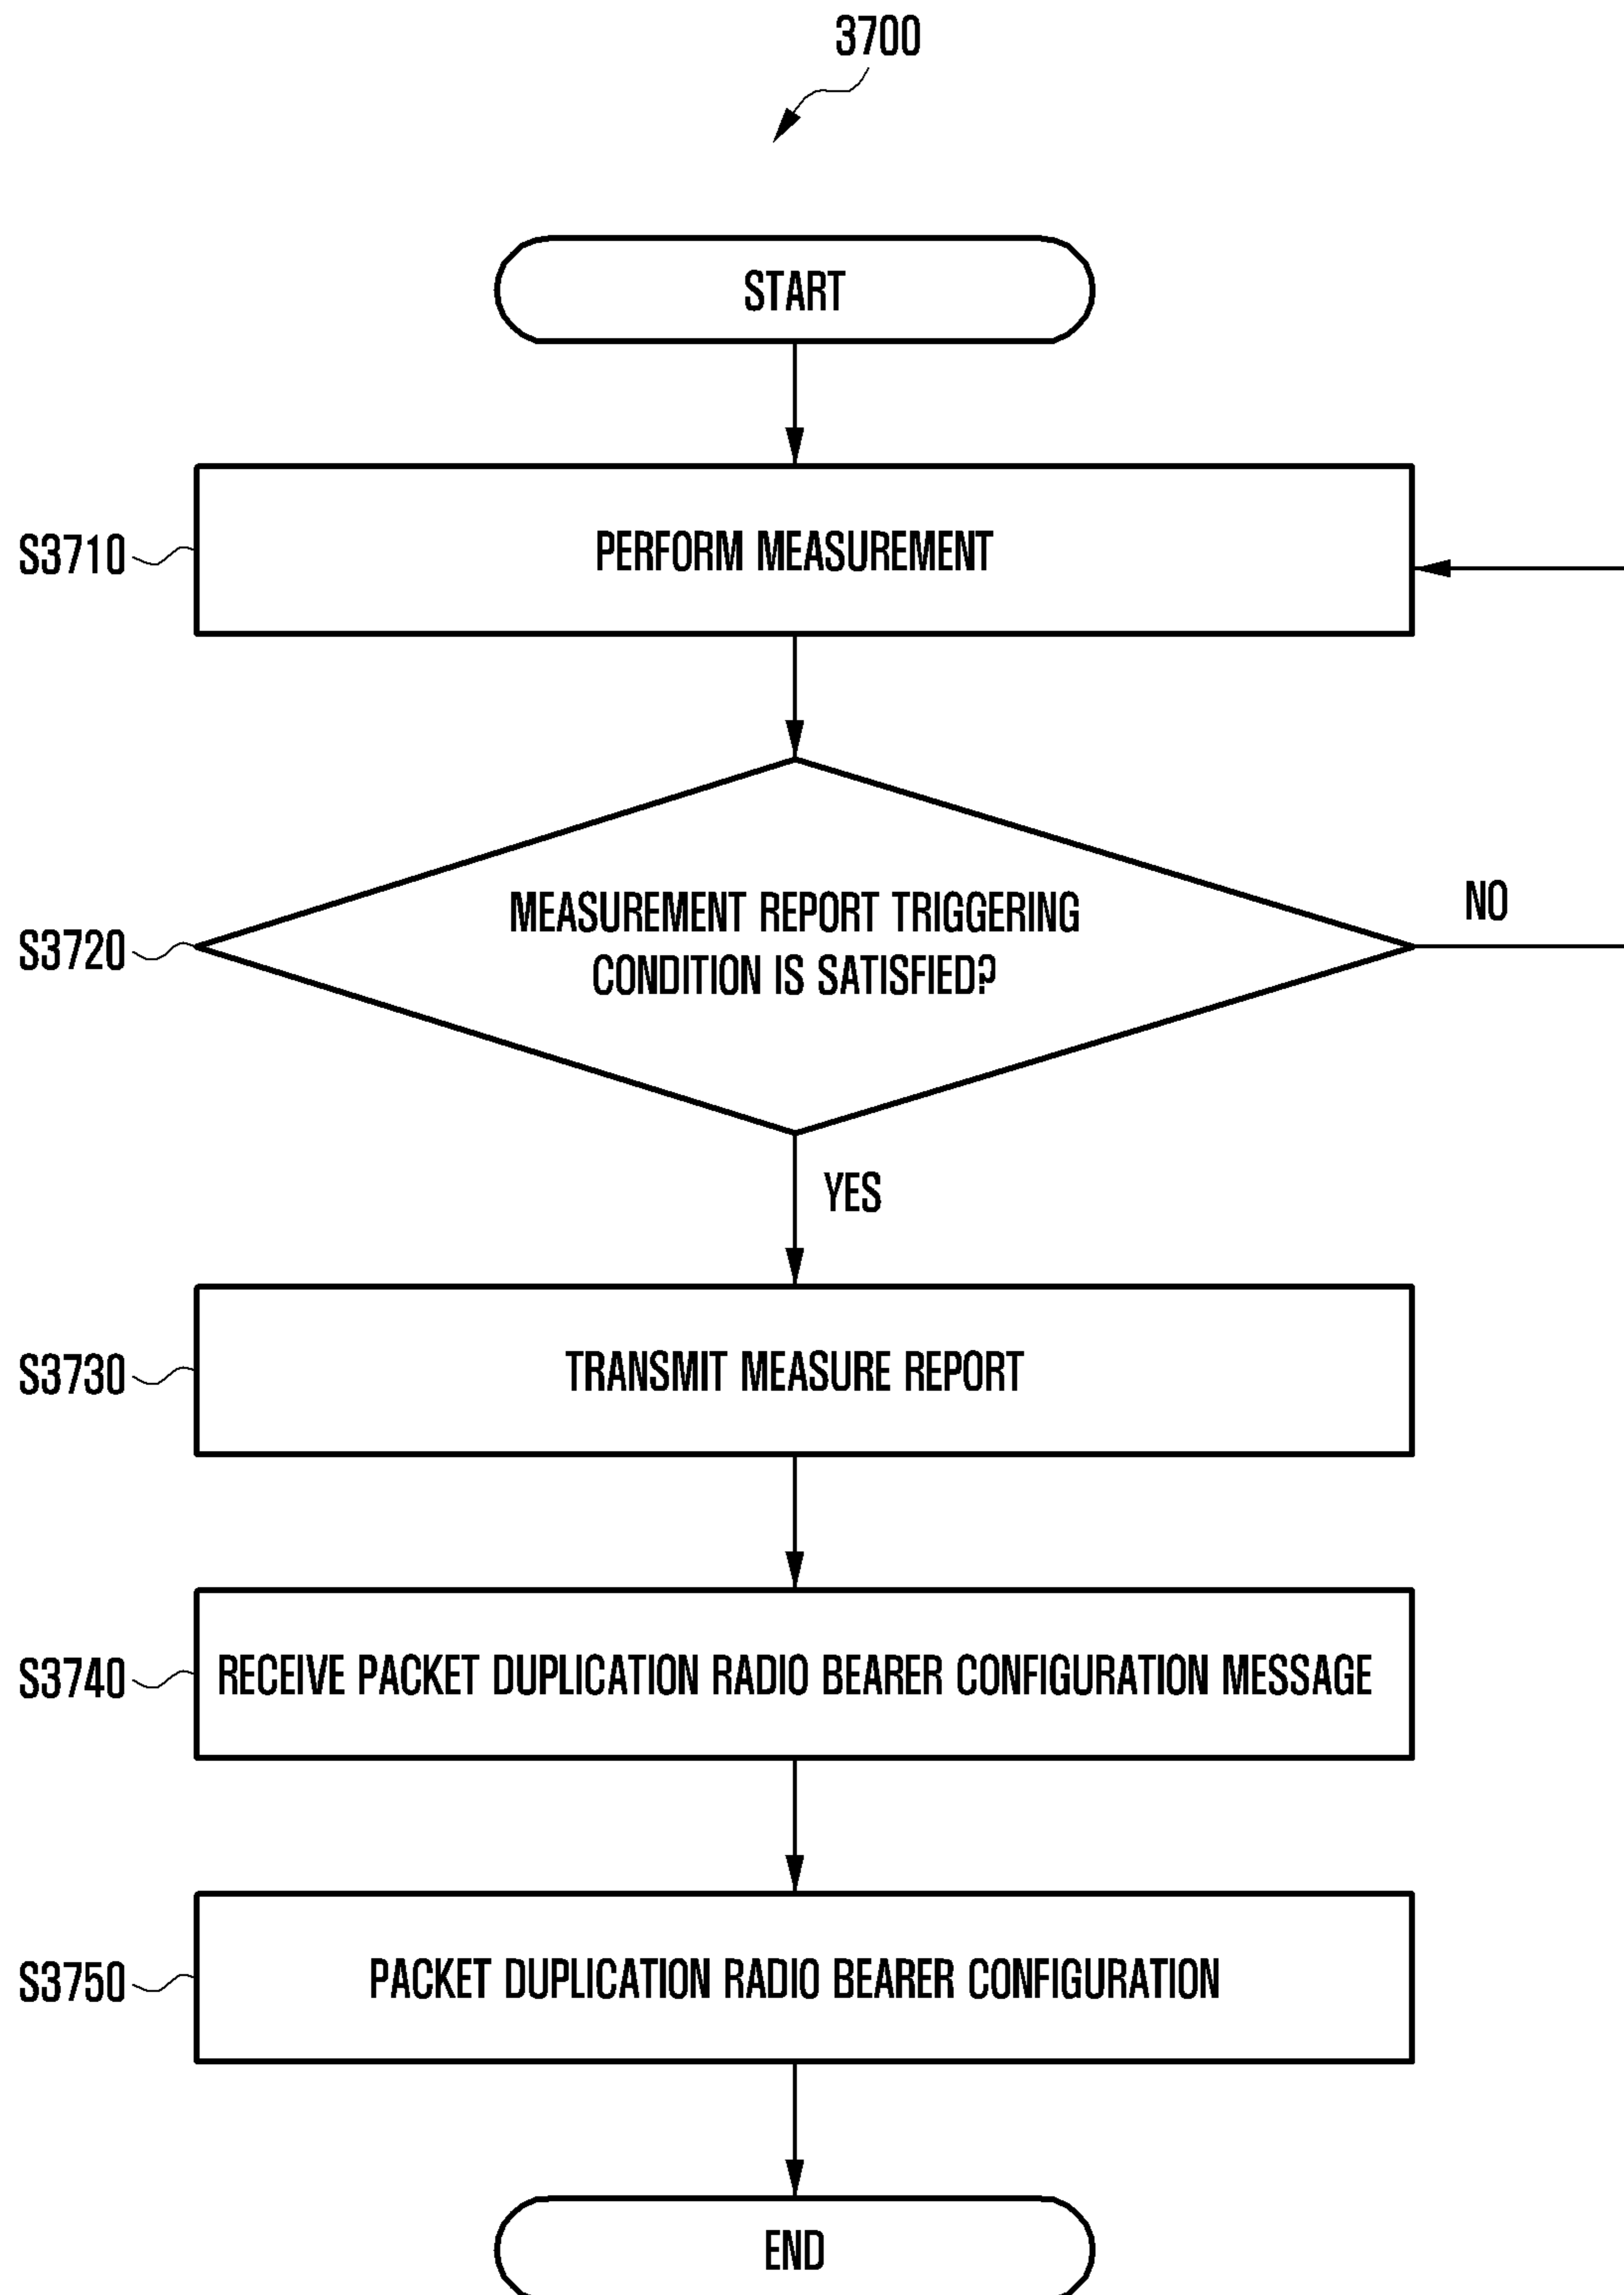 3700
START
S3710
PERFORM MEASUREMENT
MEASUREMENT REPORT TRIGGERING
CONDITION IS SATISFIED?
S3720
NO
YES
S3730
TRANSMIT MEASURE REPORT
S3740
RECEIVE PACKET DUPLICATION RADIO BEARER CONFIGURATION MESSAGE
S3750
PACKET DUPLICATION RADIO BEARER CONFIGURATION
END